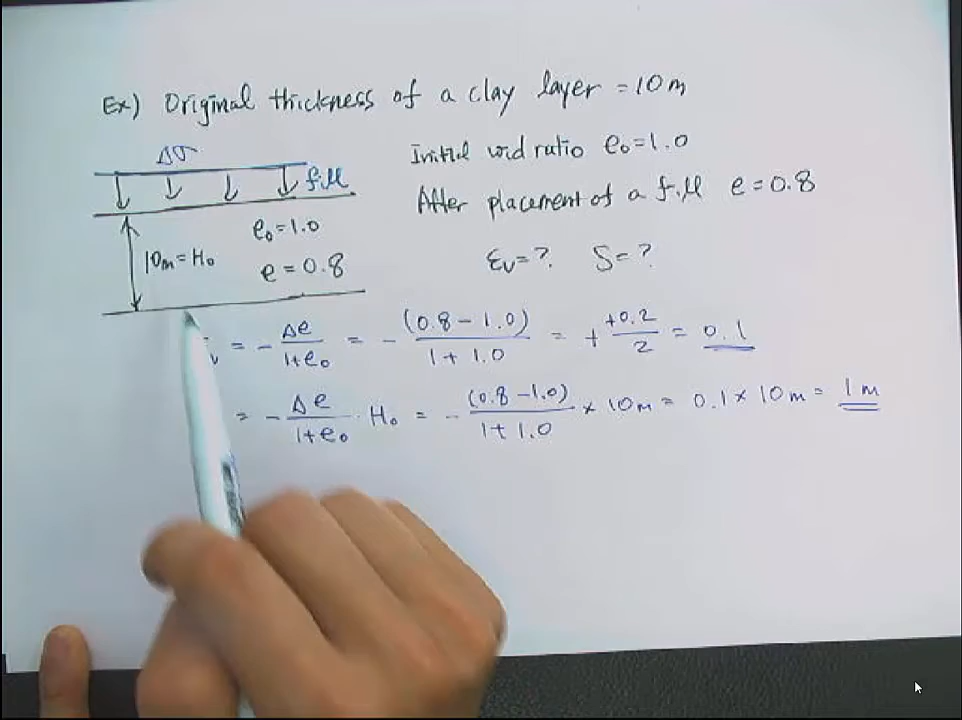 Ex) Original thickness of a clay layer = 10m
Initial void ratio e₀=1.0
After placement of a fill e = 0.8
εv=? S=?
Δσ
fill
10m=H₀
e₀=1.0
e = 0.8
v = - Δe/1+e₀ = - (0.8 - 1.0)/1+1.0 = + +0.2/2 = 0.1
= - Δe/1+e₀ · H₀ = - (0.8 - 1.0)/1+1.0 × 10m = 0.1 × 10m = 1m